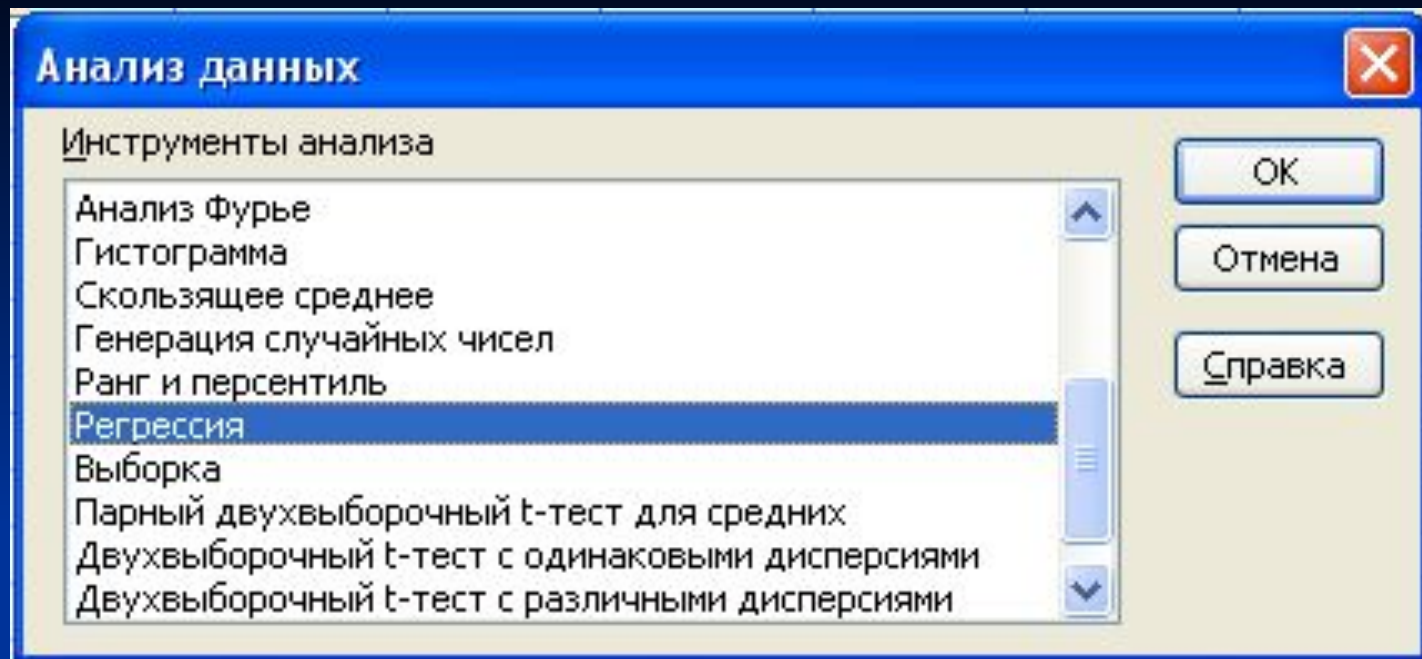 Анализ данных
Инструменты анализа
Анализ Фурье
Гистограмма
Скользящее среднее
Генерация случайных чисел
Ранг и персентиль
Регрессия
Выборка
Парный двухвыборочный t-тест для средних
Двухвыборочный t-тест с одинаковыми дисперсиями
Двухвыборочный t-тест с различными дисперсиями
OK
Отмена
Справка